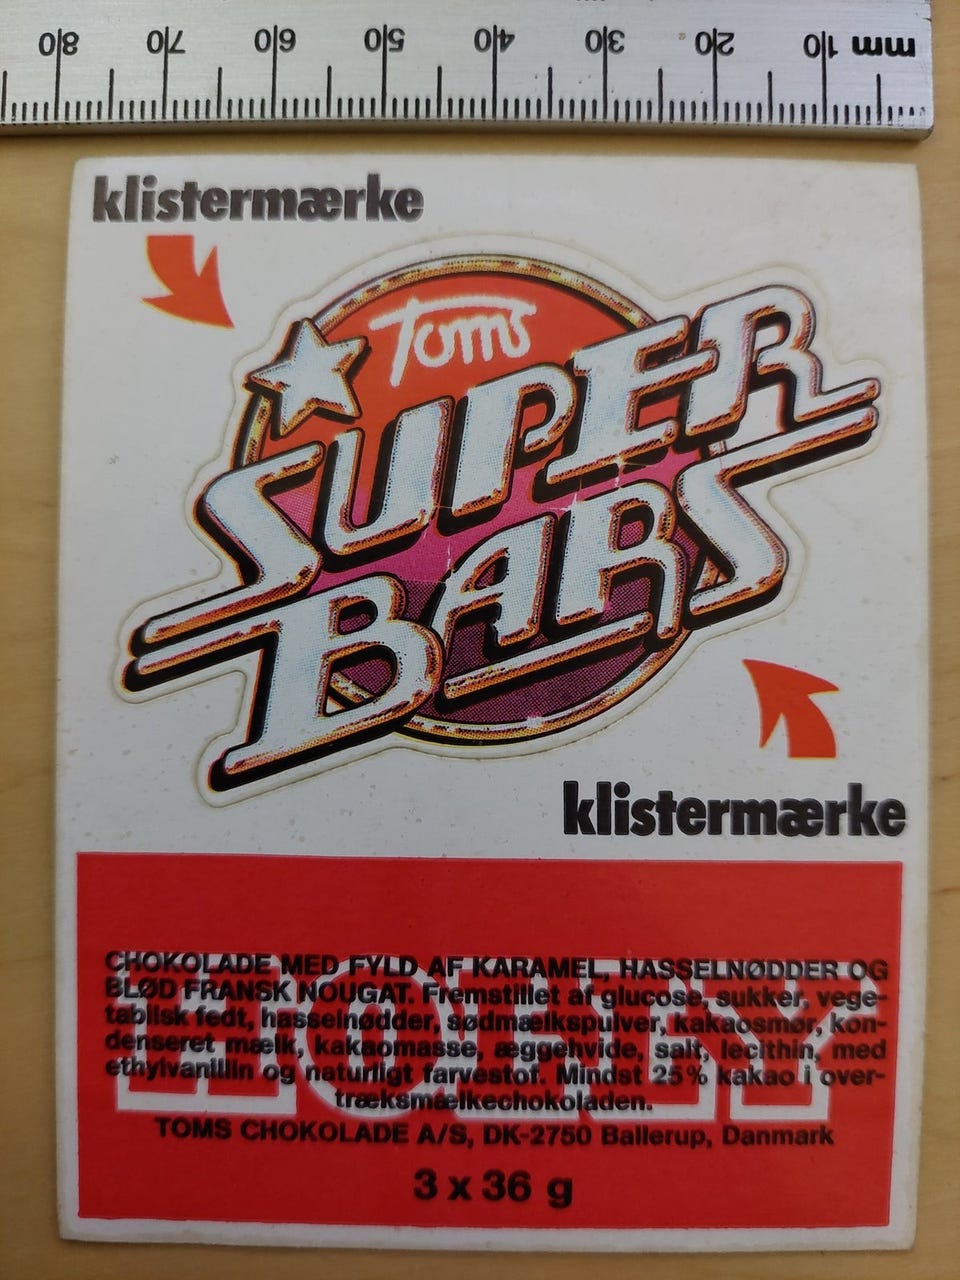 mm 10 20 30 40 50 60 70 80
klistermærke
Toms
SUPER
BARS
klistermærke
HOLLY
CHOKOLADE MED FYLD AF KARAMEL, HASSELNØDDER OG
BLØD FRANSK NOUGAT. Fremstillet af glucose, sukker, vege-
tabilsk fedt, hasselnødder, sødmælkspulver, kakaosmør, kon-
denseret mælk, kakaomasse, æggehvide, salt, lecithin, med
ethylvanillin og naturligt farvestof. Mindst 25% kakao i over-
træksmælkechokoladen.
TOMS CHOKOLADE A/S, DK-2750 Ballerup, Danmark
3 x 36 g